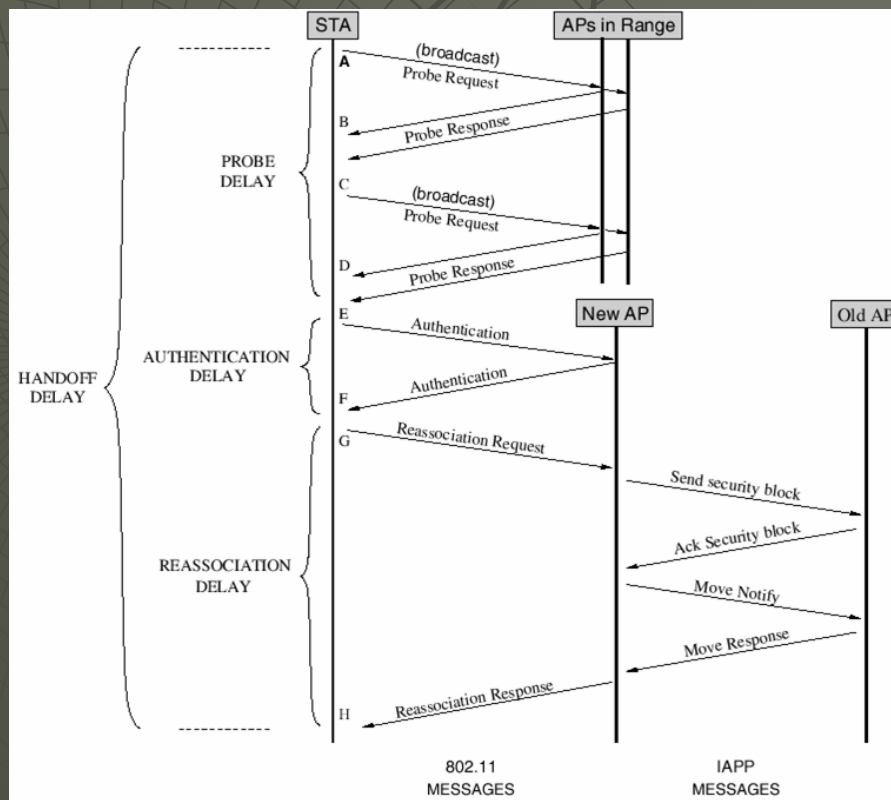 STA
APs in Range
A
(broadcast)
Probe Request
B
Probe Response
PROBE
DELAY
C
(broadcast)
Probe Request
D
Probe Response
E
New AP
Old AP
Authentication
AUTHENTICATION
DELAY
HANDOFF
DELAY
Authentication
F
G
Reassociation Request
Send security block
Ack Security block
REASSOCIATION
DELAY
Move Notify
Move Response
Reassociation Response
H
802.11
MESSAGES
IAPP
MESSAGES